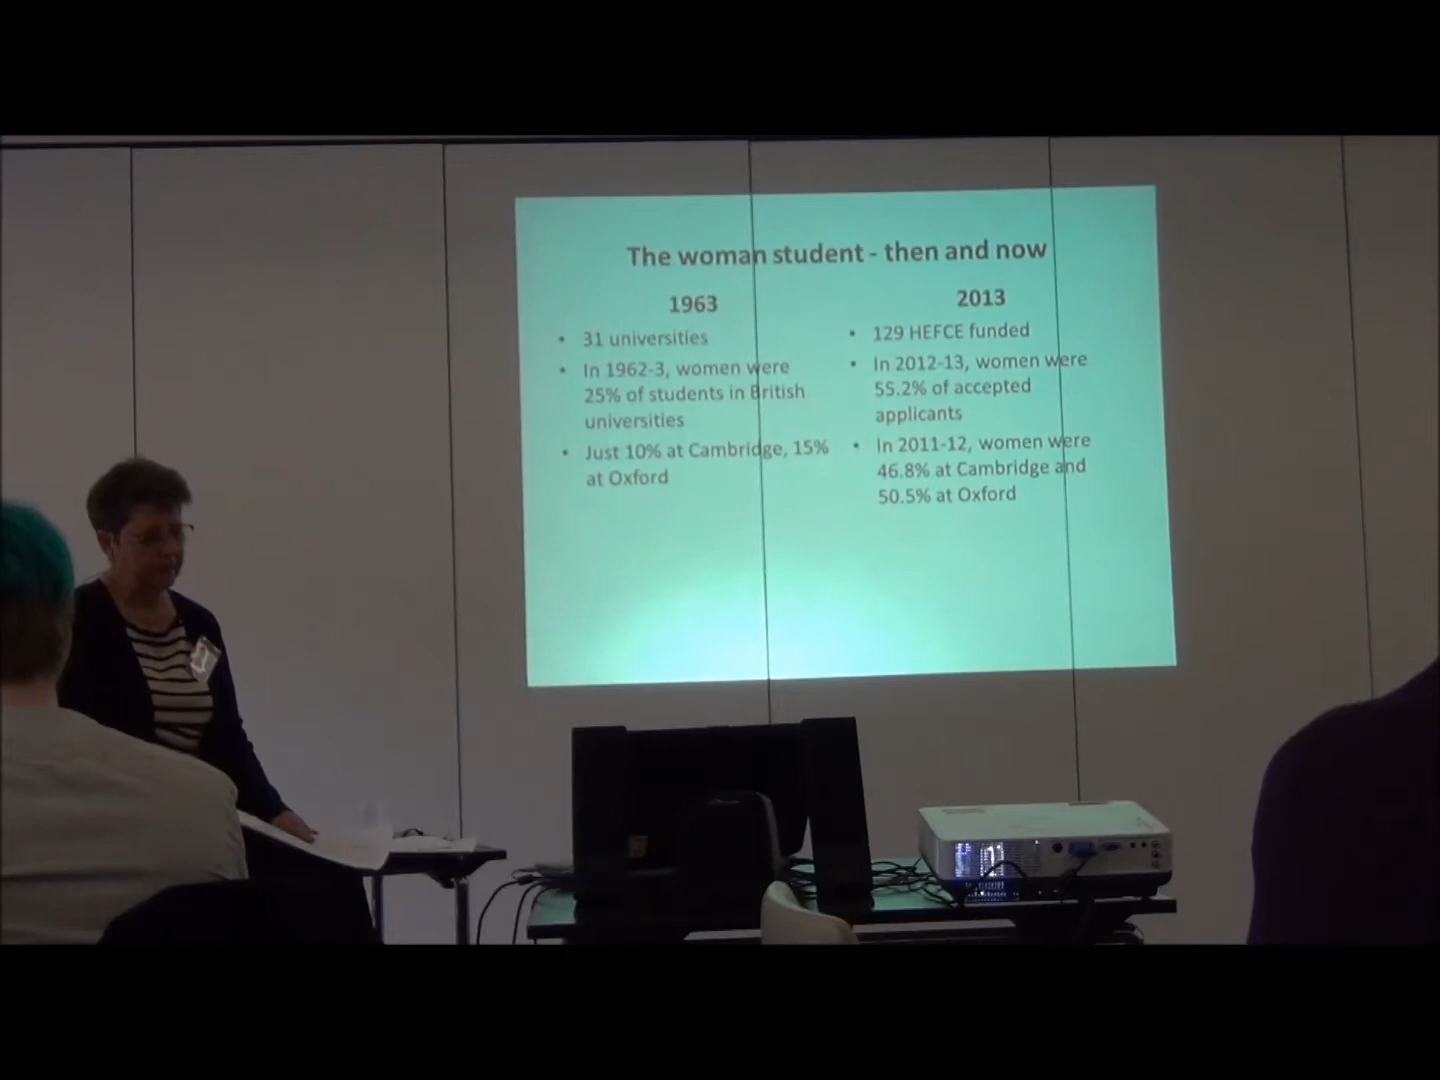 The woman student - then and now
1963
• 31 universities
• In 1962-3, women were
25% of students in British
universities
• Just 10% at Cambridge, 15%
at Oxford
2013
• 129 HEFCE funded
• In 2012-13, women were
55.2% of accepted
applicants
• In 2011-12, women were
46.8% at Cambridge and
50.5% at Oxford